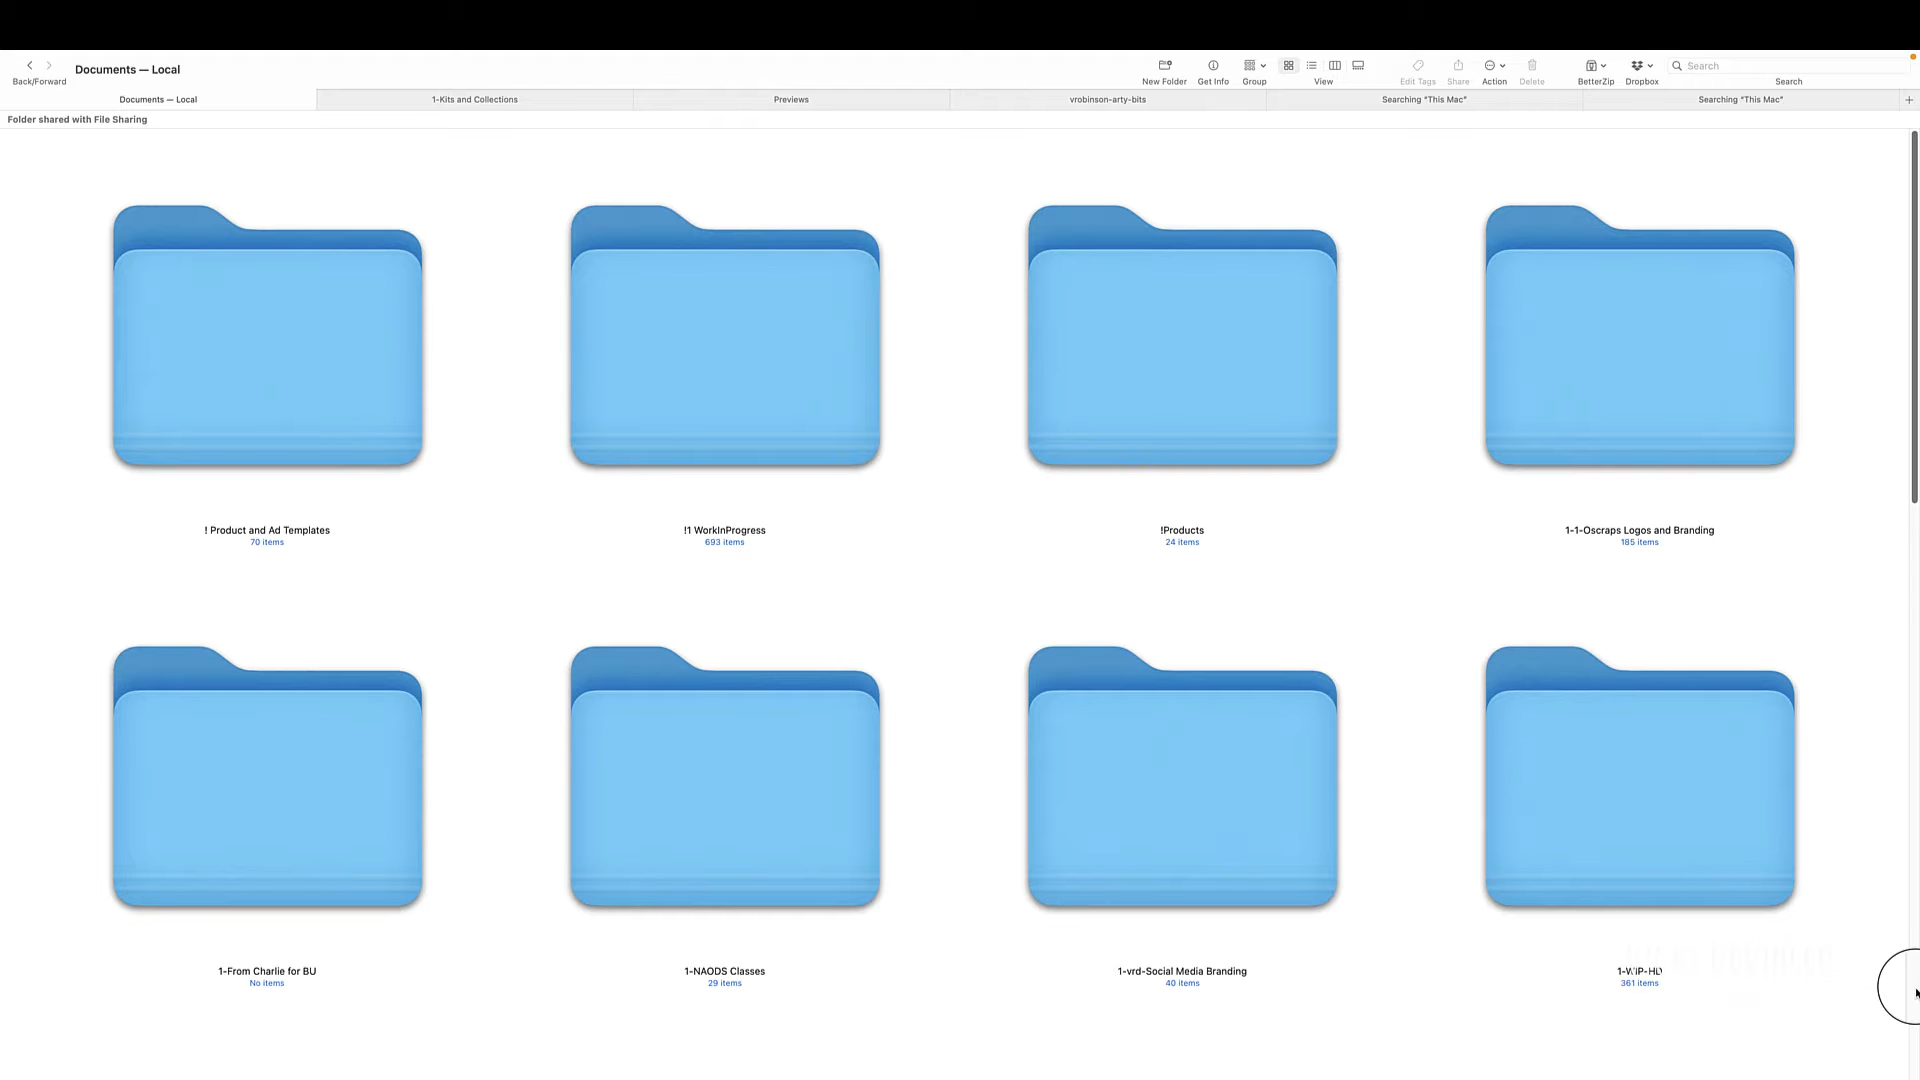 Documents — Local
Back/Forward
New Folder
Get Info
Group
View
Edit Tags
Share
Action
Delete
BetterZip
Dropbox
Search
Search
Documents — Local
1-Kits and Collections
Previews
vrobinson-arty-bits
Searching “This Mac”
Searching “This Mac”
Folder shared with File Sharing
! Product and Ad Templates
70 items
!1 WorkInProgress
693 items
!Products
24 items
1-1-Oscraps Logos and Branding
185 items
1-From Charlie for BU
No items
1-NAODS Classes
29 items
1-vrd-Social Media Branding
40 items
361 items